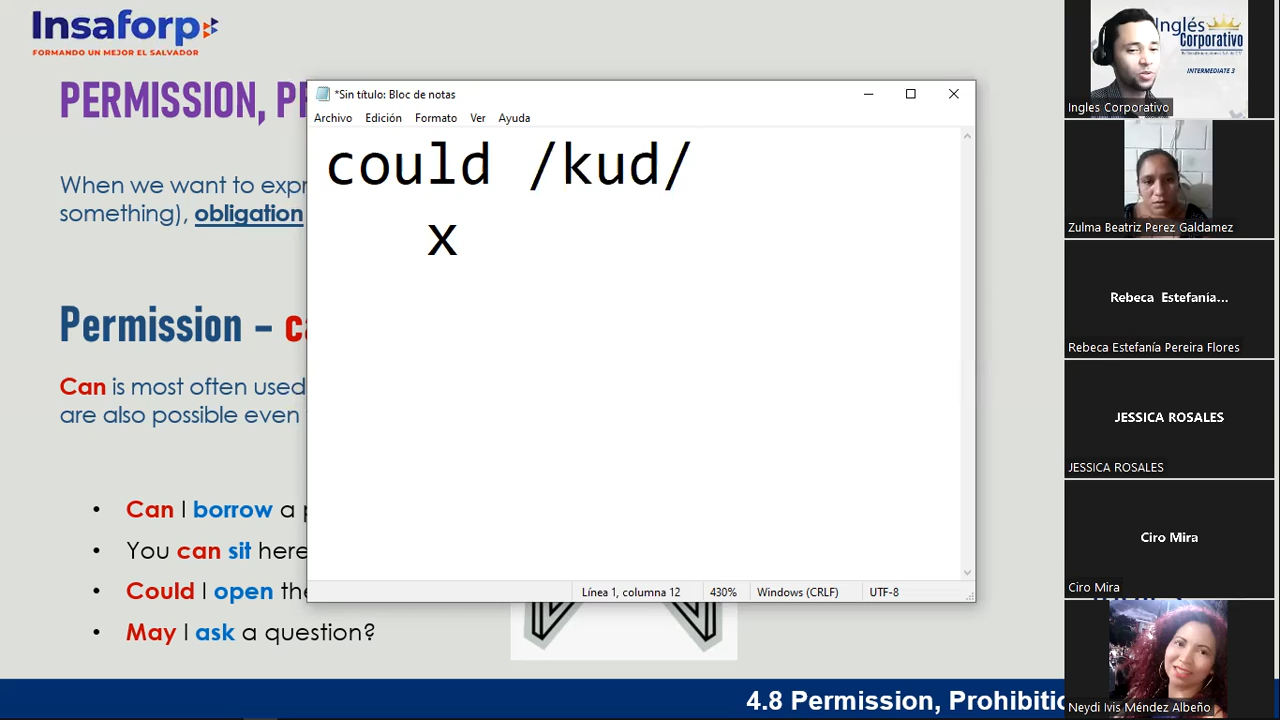 Insaforp
FORMANDO UN MEJOR EL SALVADOR
PERMISSION,
When we want to
something), obligation
Permission –
Can is most often used
are also possible even
• Can I borrow a
• You can sit here
• Could I open
• May I ask a question?
*Sin título: Bloc de notas
Archivo Edición Formato Ver Ayuda
could /kud/
x
Línea 1, columna 12 430% Windows (CRLF) UTF-8
4.8 Permission,
Inglés
Corporativo
INTERMEDIATE 3
Ingles Corporativo
Zulma Beatriz Perez Galdamez
Rebeca Estefanía...
Rebeca Estefanía Pereira Flores
JESSICA ROSALES
JESSICA ROSALES
Ciro Mira
Ciro Mira
Neydi Ivis Méndez Albeño